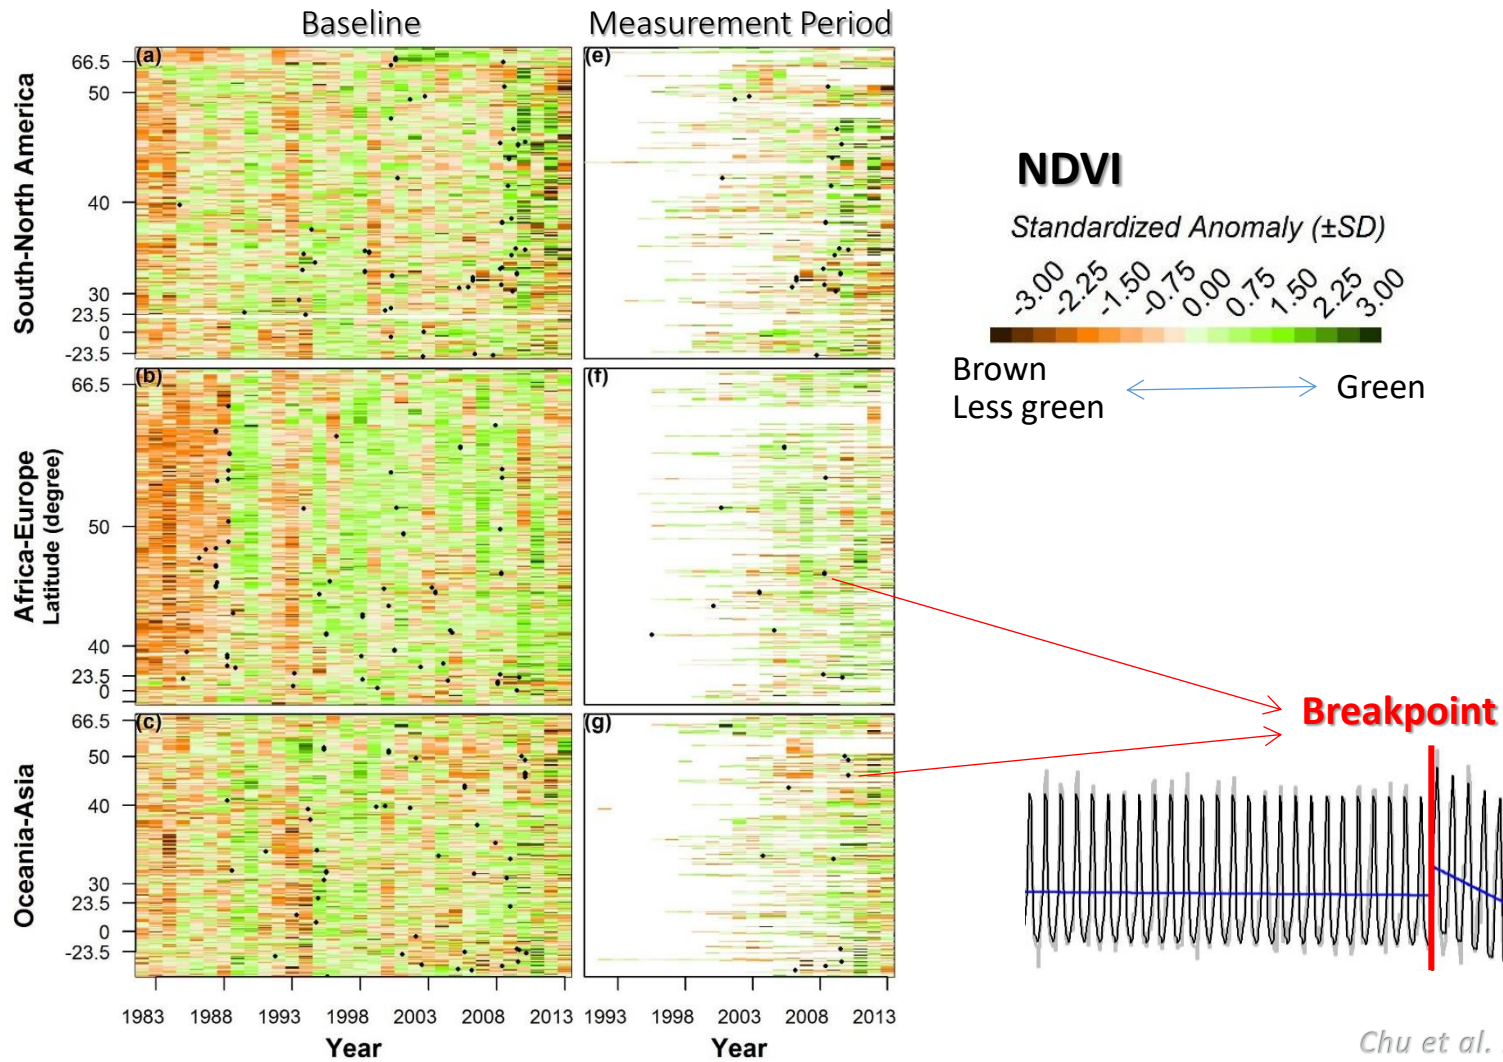 Baseline
Measurement Period
South-North America
(a)
66.5
50
40
30
23.5
0
-23.5
(e)
Africa-Europe
Latitude (degree)
(b)
66.5
50
40
23.5
0
(f)
Oceania-Asia
(c)
66.5
50
40
30
23.5
0
-23.5
(g)
1983 1988 1993 1998 2003 2008 2013
Year
1993 1998 2003 2008 2013
Year
NDVI
Standardized Anomaly (±SD)
-3.00 -2.25 -1.50 -0.75 0.00 0.75 1.50 2.25 3.00
Brown
Less green
Green
Breakpoint
Chu et al.